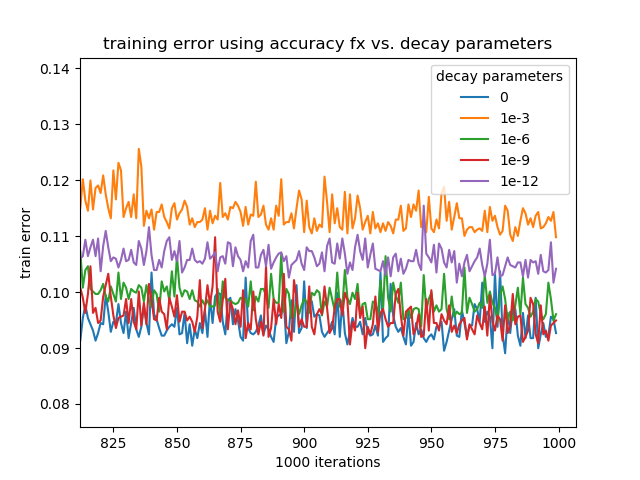 training error using accuracy fx vs. decay parameters
0.14
0.13
0.12
0.11
0.10
0.09
0.08
train error
decay parameters
0
1e-3
1e-6
1e-9
1e-12
825 850 875 900 925 950 975 1000
1000 iterations